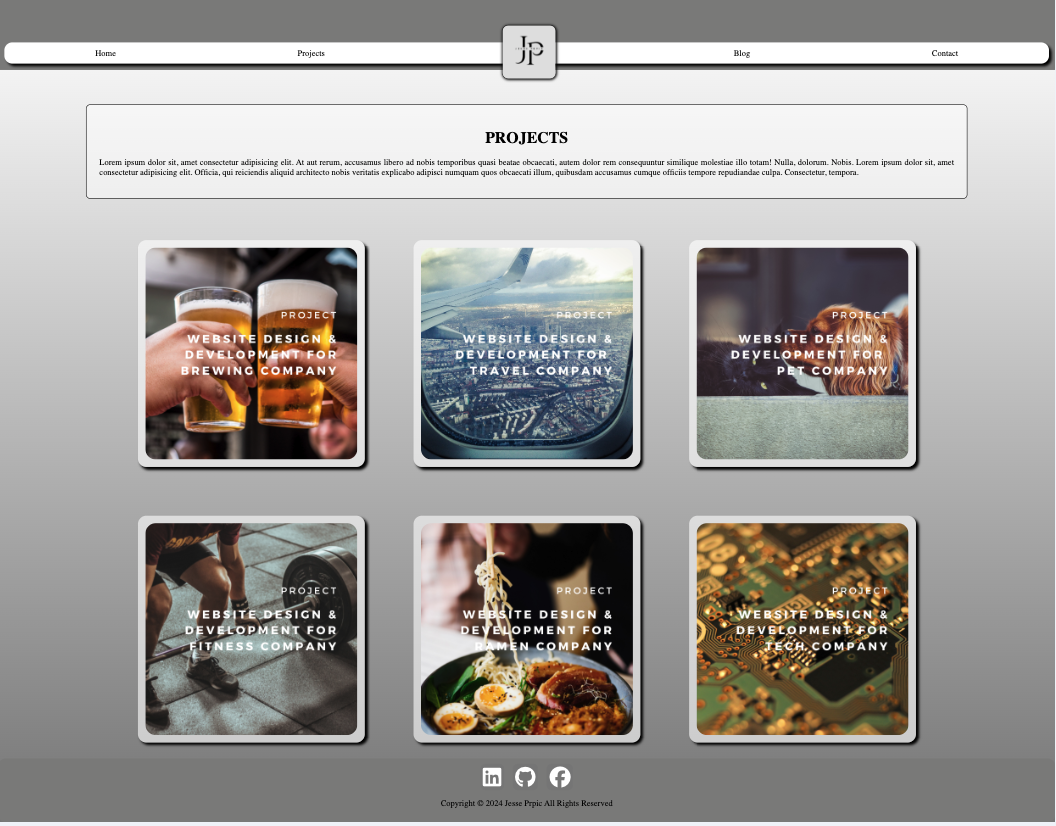 Home
Projects
Jp
Blog
Contact
PROJECTS
Lorem ipsum dolor sit, amet consectetur adipisicing elit. At aut rerum, accusamus libero ad nobis temporibus quasi beatae obcaecati, autem dolor rem consequuntur similique molestiae illo totam! Nulla, dolorum. Nobis. Lorem ipsum dolor sit, amet
consectetur adipisicing elit. Officia, qui reiciendis aliquid architecto nobis veritatis explicabo adipisci numquam quos obcaecati illum, quibusdam accusamus cumque officiis tempore repudiandae culpa. Consectetur, tempora.
PROJECT
WEBSITE DESIGN &
DEVELOPMENT FOR
BREWING COMPANY
PROJECT
WEBSITE DESIGN &
DEVELOPMENT FOR
TRAVEL COMPANY
PROJECT
WEBSITE DESIGN &
DEVELOPMENT FOR
PET COMPANY
PROJECT
WEBSITE DESIGN &
DEVELOPMENT FOR
FITNESS COMPANY
PROJECT
WEBSITE DESIGN &
DEVELOPMENT FOR
RAMEN COMPANY
PROJECT
WEBSITE DESIGN &
DEVELOPMENT FOR
TECH COMPANY
in
Copyright © 2024 Jesse Prpic All Rights Reserved